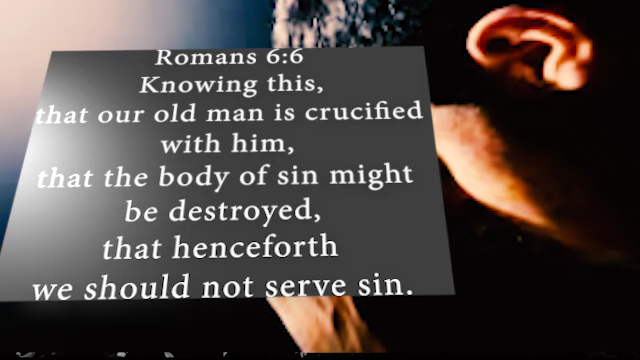 Romans 6:6
Knowing this,
that our old man is crucified
with him,
that the body of sin might
be destroyed,
that henceforth
we should not serve sin.